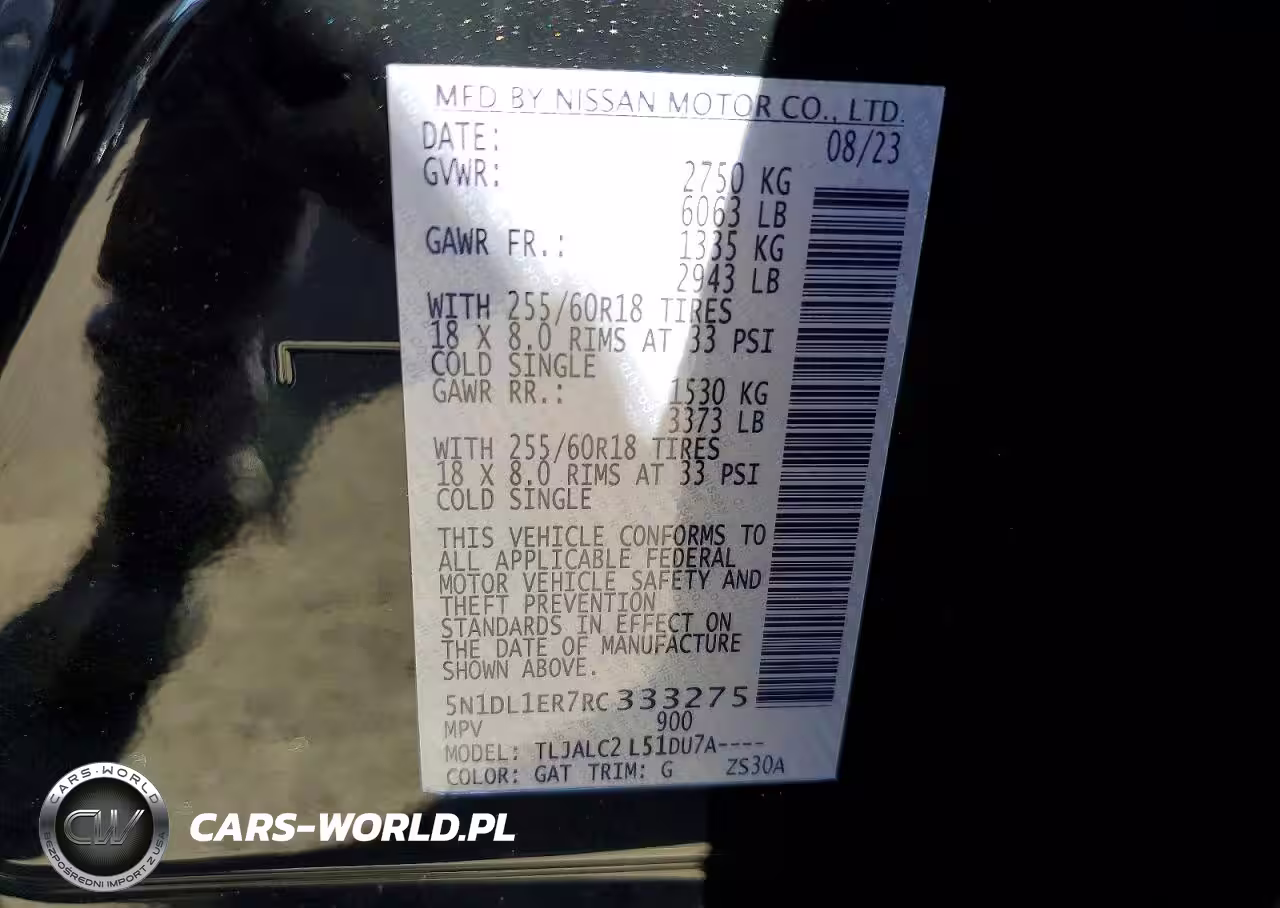 MFD BY NISSAN MOTOR CO., LTD.
DATE: 08/23
GVWR: 2750 KG
6063 LB
GAWR FR.: 1335 KG
2943 LB
WITH 255/60R18 TIRES
18 X 8.0 RIMS AT 33 PSI
COLD SINGLE
GAWR RR.: 1530 KG
3373 LB
WITH 255/60R18 TIRES
18 X 8.0 RIMS AT 33 PSI
COLD SINGLE
THIS VEHICLE CONFORMS TO
ALL APPLICABLE FEDERAL
MOTOR VEHICLE SAFETY AND
THEFT PREVENTION
STANDARDS IN EFFECT ON
THE DATE OF MANUFACTURE
SHOWN ABOVE.
5N1DL1ER7RC333275
MPV 900
MODEL: TLJALC2 L51DU7A----
COLOR: GAT TRIM: G ZS30A
CARS-WORLD
CW
BEZPOŚREDNI IMPORT Z USA
CARS-WORLD.PL